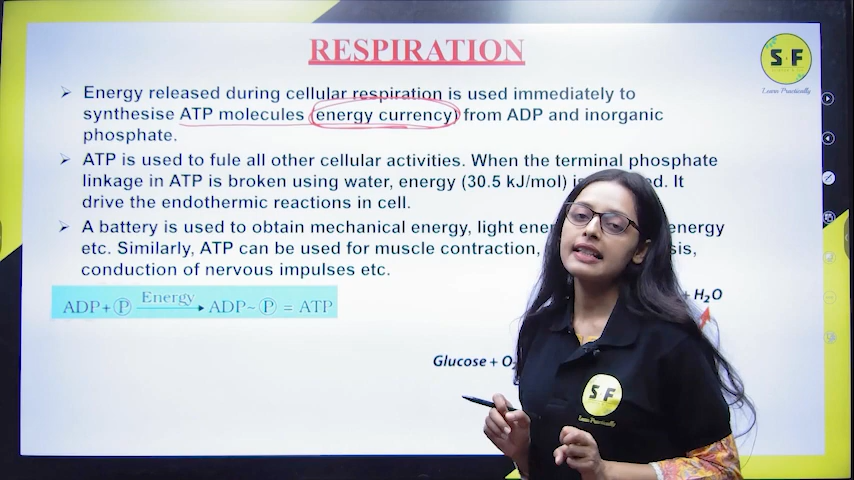 RESPIRATION
S F
Learn Practically
Energy released during cellular respiration is used immediately to
synthesise ATP molecules (energy currency) from ADP and inorganic
phosphate.
ATP is used to fule all other cellular activities. When the terminal phosphate
linkage in ATP is broken using water, energy (30.5 kJ/mol) It
drive the endothermic reactions in cell.
A battery is used to obtain mechanical energy, light energy
etc. Similarly, ATP can be used for muscle contraction,
conduction of nervous impulses etc.
ADP+Ⓟ Energy ADP~Ⓟ = ATP
+ H₂O
Glucose + O₂
S F
Learn Practically